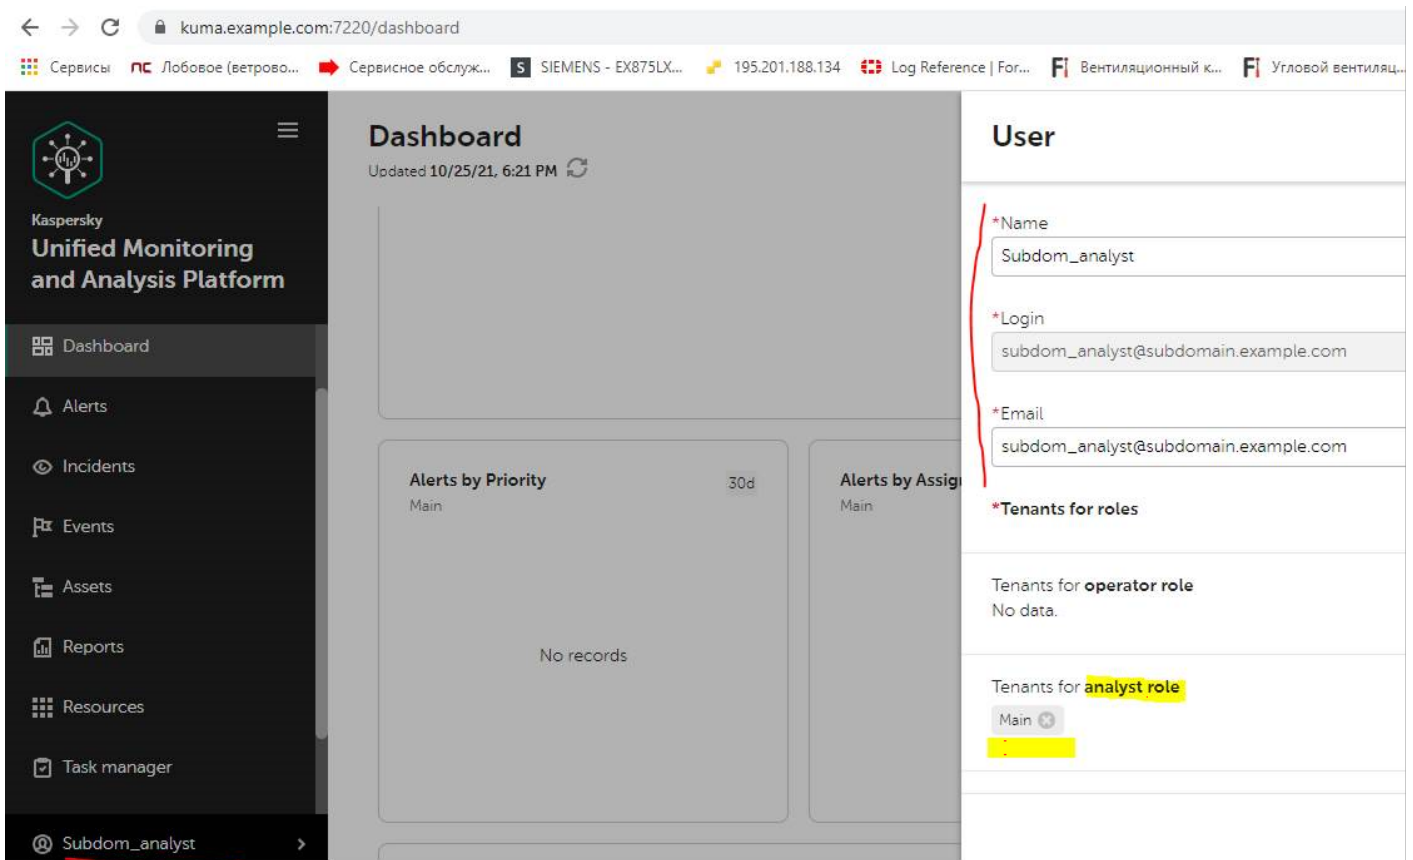 kuma.example.com:7220/dashboard
Сервисы
ПС Лобовое (ветрово...
Сервисное обслуж...
S SIEMENS - EX875LX...
195.201.188.134
Log Reference | For...
Fi Вентиляционный к...
Fi Угловой вентиляц...
Kaspersky
Unified Monitoring
and Analysis Platform
Dashboard
Alerts
Incidents
Events
Assets
Reports
Resources
Task manager
Subdom_analyst
Dashboard
Updated 10/25/21, 6:21 PM
Alerts by Priority
30d
Main
No records
Alerts by Assig
Main
User
*Name
Subdom_analyst
*Login
subdom_analyst@subdomain.example.com
*Email
subdom_analyst@subdomain.example.com
*Tenants for roles
Tenants for operator role
No data.
Tenants for analyst role
Main